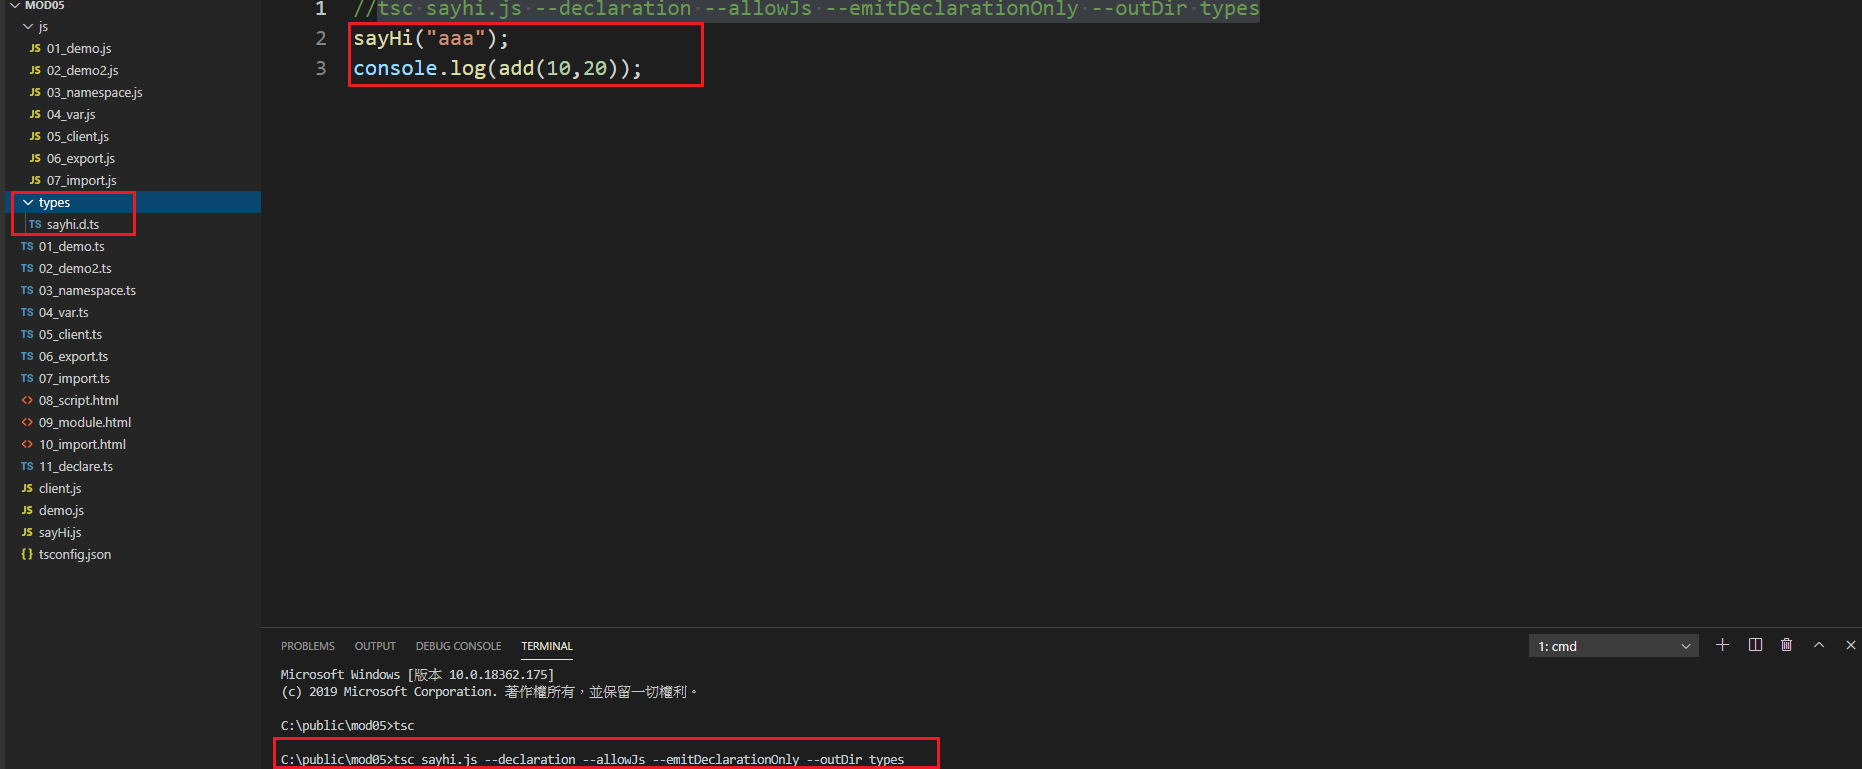 MOD05
js
JS 01_demo.js
JS 02_demo2.js
JS 03_namespace.js
JS 04_var.js
JS 05_client.js
JS 06_export.js
JS 07_import.js
types
TS sayhi.d.ts
TS 01_demo.ts
TS 02_demo2.ts
TS 03_namespace.ts
TS 04_var.ts
TS 05_client.ts
TS 06_export.ts
TS 07_import.ts
<> 08_script.html
<> 09_module.html
<> 10_import.html
TS 11_declare.ts
JS client.js
JS demo.js
JS sayHi.js
{} tsconfig.json
1 //tsc sayhi.js --declaration --allowJs --emitDeclarationOnly --outDir types
2 sayHi("aaa");
3 console.log(add(10,20));
PROBLEMS OUTPUT DEBUG CONSOLE TERMINAL 1: cmd
Microsoft Windows [版本 10.0.18362.175]
(c) 2019 Microsoft Corporation. 著作權所有，並保留一切權利。
C:\public\mod05>tsc
C:\public\mod05>tsc sayhi.js --declaration --allowJs --emitDeclarationOnly --outDir types